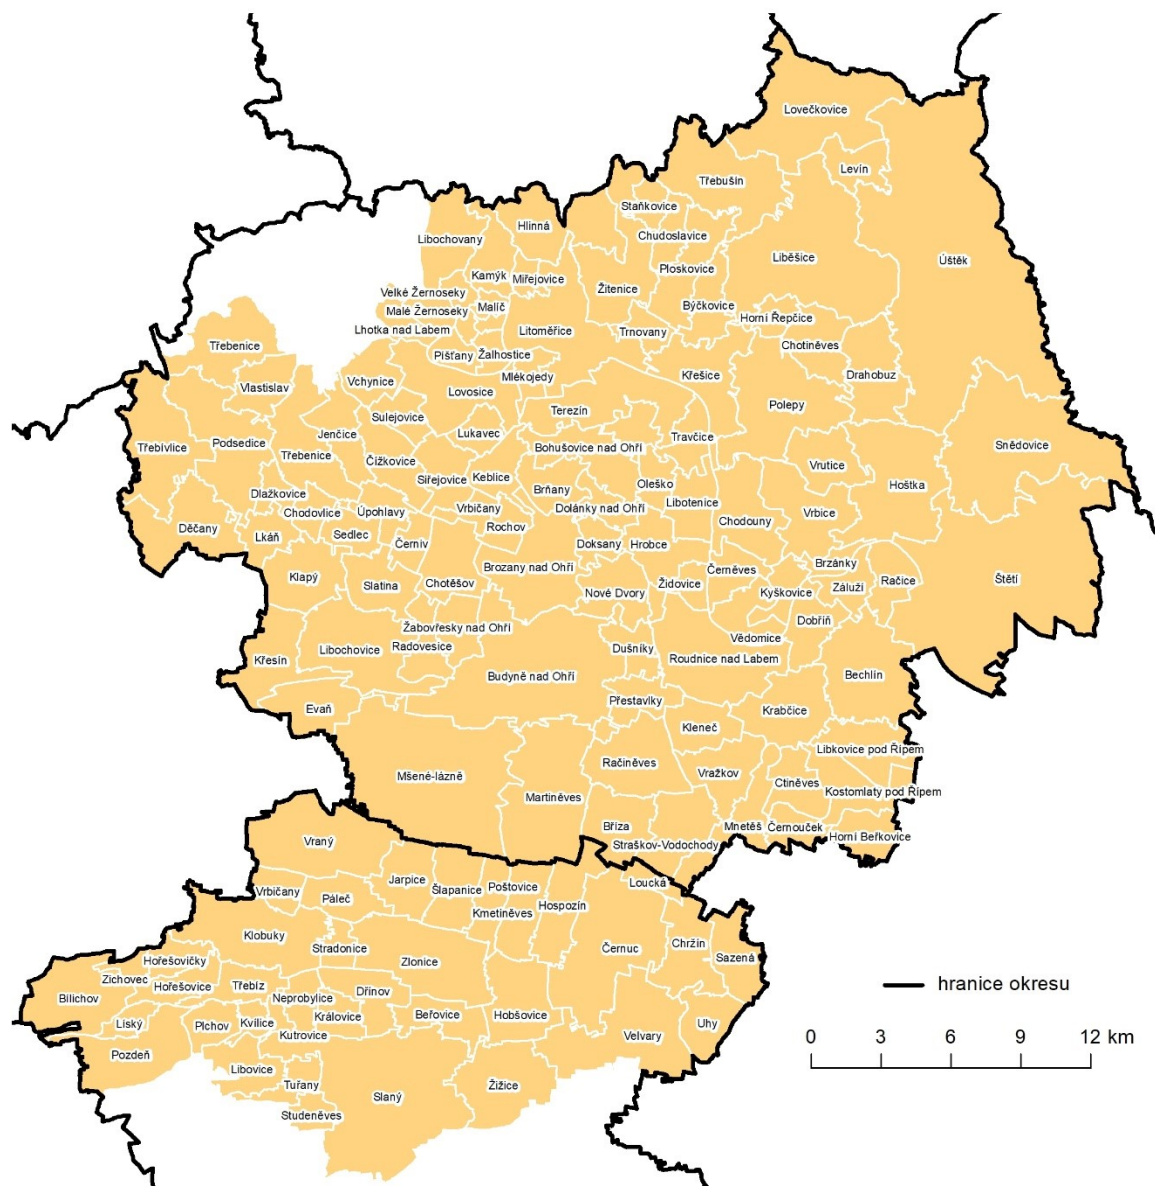 Lovečkovice
Levín
Třebušín
Staňkovice
Hlinná
Chudoslavice
Libochovany
Liběšice
Úštěk
Ploskovice
Kamýk
Miřejovice
Žitenice
Velké Žernoseky
Malíč
Býčkovice
Malé Žernoseky
Horní Řepčice
Lhotka nad Labem
Litoměřice
Trnovany
Třebenice
Chotiněves
Píšťany
Žalhostice
Vlastislav
Vchynice
Mlékojedy
Křešice
Drahobuz
Lovosice
Polepy
Sulejovice
Terezín
Jenčice
Lukavec
Travčice
Třebívlice
Podsedice
Bohušovice nad Ohří
Snědovice
Třebenice
Čížkovice
Vrutice
Siřejovice
Keblice
Oleško
Hoštka
Dlažkovice
Brňany
Libotenice
Chodovlice
Úpohlavy
Vrbičany
Dolánky nad Ohří
Vrbice
Děčany
Rochov
Chodouny
Lkáň
Sedlec
Černiv
Doksany
Hrobce
Brzánky
Klapý
Brozany nad Ohří
Černěves
Štětí
Slatina
Chotěšov
Židovice
Račice
Nové Dvory
Kyškovice
Záluží
Žabovřesky nad Ohří
Dobříň
Libochovice
Radovesice
Dušníky
Vědomice
Křesín
Roudnice nad Labem
Budyně nad Ohří
Bechlín
Přestavlky
Evaň
Krabčice
Kleneč
Libkovice pod Řípem
Račiněves
Mšené-lázně
Vražkov
Ctiněves
Martiněves
Kostomlaty pod Řípem
Bříza
Mnetěš
Černouček
Straškov-Vodochody
Horní Beřkovice
Vraný
Jarpice
Šlapanice
Poštovice
Loucká
Vrbičany
Páleč
Kmetiněves
Hospozín
Klobuky
Stradonice
Černuc
Chržín
Hořešovičky
Zlonice
Sazená
Zichovec
Hořešovice
Třebíz
Dřínov
hranice okresu
Bílichov
Neprobylice
Líský
Plchov
Kvílice
Královice
Beřovice
Hobšovice
Uhy
Kutrovice
Velvary
0 3 6 9 12 km
Pozdeň
Libovice
Tuřany
Žižice
Slaný
Studeněves